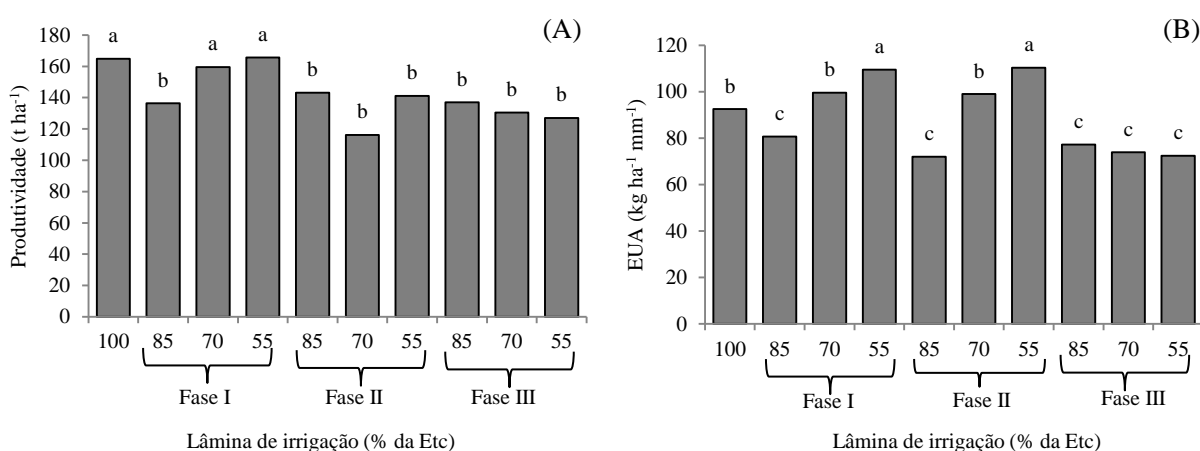 (A)
Produtividade (t ha-1)
180
160
140
120
100
80
60
40
20
0
a b a a b b b b b b
100 85 70 55 85 70 55 85 70 55
Fase I Fase II Fase III
Lâmina de irrigação (% da Etc)
(B)
EUA (kg ha-1 mm-1)
120
100
80
60
40
20
0
b c b a c b a c c c
100 85 70 55 85 70 55 85 70 55
Fase I Fase II Fase III
Lâmina de irrigação (% da Etc)